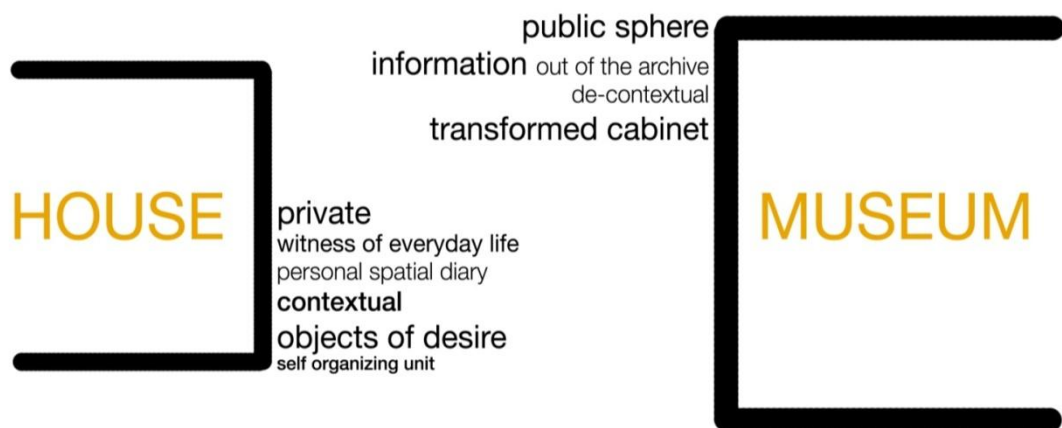 HOUSE
private
witness of everyday life
personal spatial diary
contextual
objects of desire
self organizing unit
public sphere
information out of the archive
de-contextual
transformed cabinet
MUSEUM